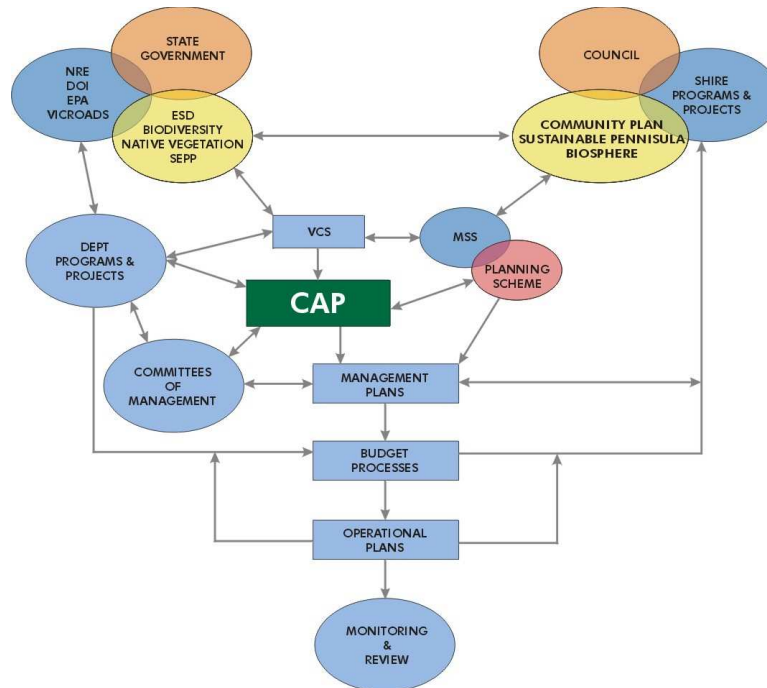 STATE
GOVERNMENT
NRE
DOI
EPA
VICROADS
ESD
BIODIVERSITY
NATIVE VEGETATION
SEPP
COUNCIL
SHIRE
PROGRAMS &
PROJECTS
COMMUNITY PLAN
SUSTAINABLE PENNISULA
BIOSPHERE
VCS
MSS
DEPT
PROGRAMS &
PROJECTS
PLANNING
SCHEME
CAP
COMMITTEES
OF
MANAGEMENT
MANAGEMENT
PLANS
BUDGET
PROCESSES
OPERATIONAL
PLANS
MONITORING
&
REVIEW